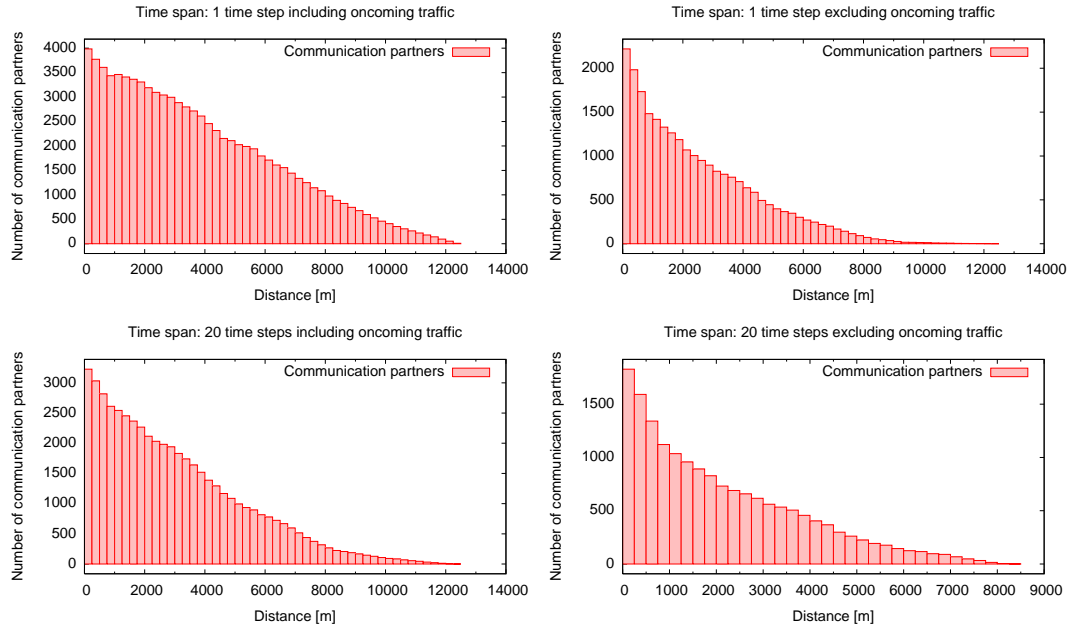 Time span: 1 time step including oncoming traffic
Number of communication partners
4000
3500
3000
2500
2000
1500
1000
500
0
Communication partners
0 2000 4000 6000 8000 10000 12000 14000
Distance [m]
Time span: 1 time step excluding oncoming traffic
Number of communication partners
2000
1500
1000
500
0
Communication partners
0 2000 4000 6000 8000 10000 12000 14000
Distance [m]
Time span: 20 time steps including oncoming traffic
Number of communication partners
3000
2500
2000
1500
1000
500
0
Communication partners
0 2000 4000 6000 8000 10000 12000 14000
Distance [m]
Time span: 20 time steps excluding oncoming traffic
Number of communication partners
1500
1000
500
0
Communication partners
0 1000 2000 3000 4000 5000 6000 7000 8000 9000
Distance [m]